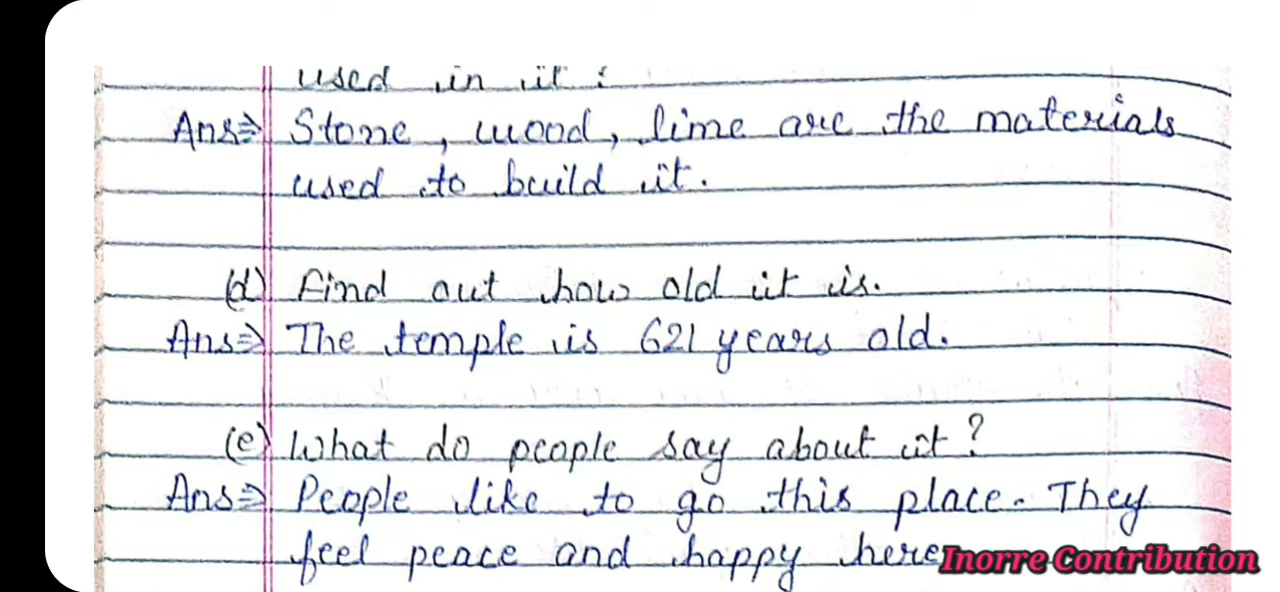 used in it :
Ans⇒ Stone, wood, lime are the materials
used to build it.
(d) Find out how old it is.
Ans⇒ The temple is 621 years old.
(e) What do people say about it?
Ans⇒ People like to go this place. They
feel peace and happy here
Inorre Contribution